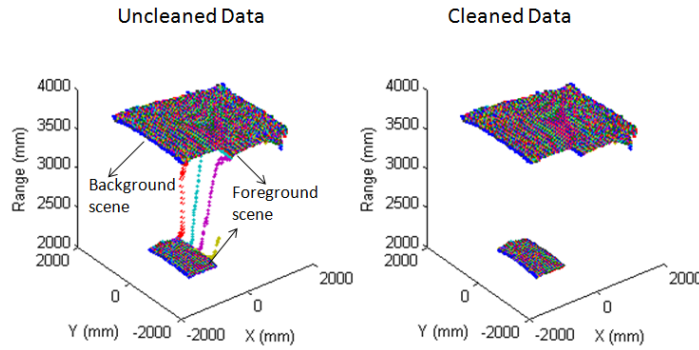 Uncleaned Data
Cleaned Data
4000
3500
3000
2500
2000
Range (mm)
Background
scene
Foreground
scene
2000
0
-2000
Y (mm)
-2000
0
2000
X (mm)
4000
3500
3000
2500
2000
Range (mm)
2000
0
-2000
Y (mm)
-2000
0
2000
X (mm)